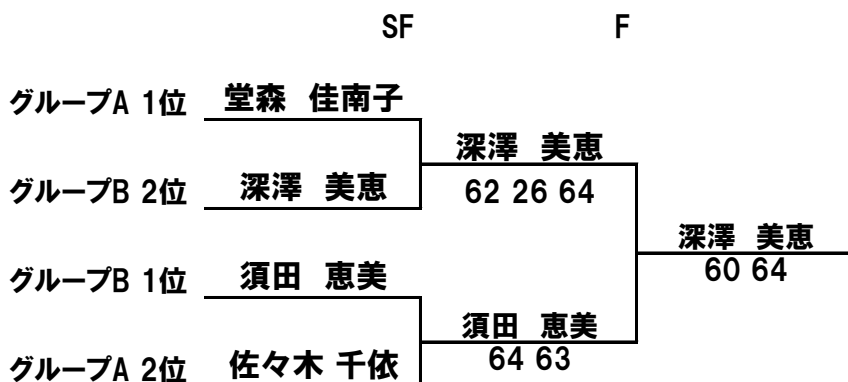 SF F
グループA 1位 堂森 佳南子
深澤 美恵
グループB 2位 深澤 美恵
62 26 64
深澤 美恵
60 64
グループB 1位 須田 恵美
須田 恵美
64 63
グループA 2位 佐々木 千依